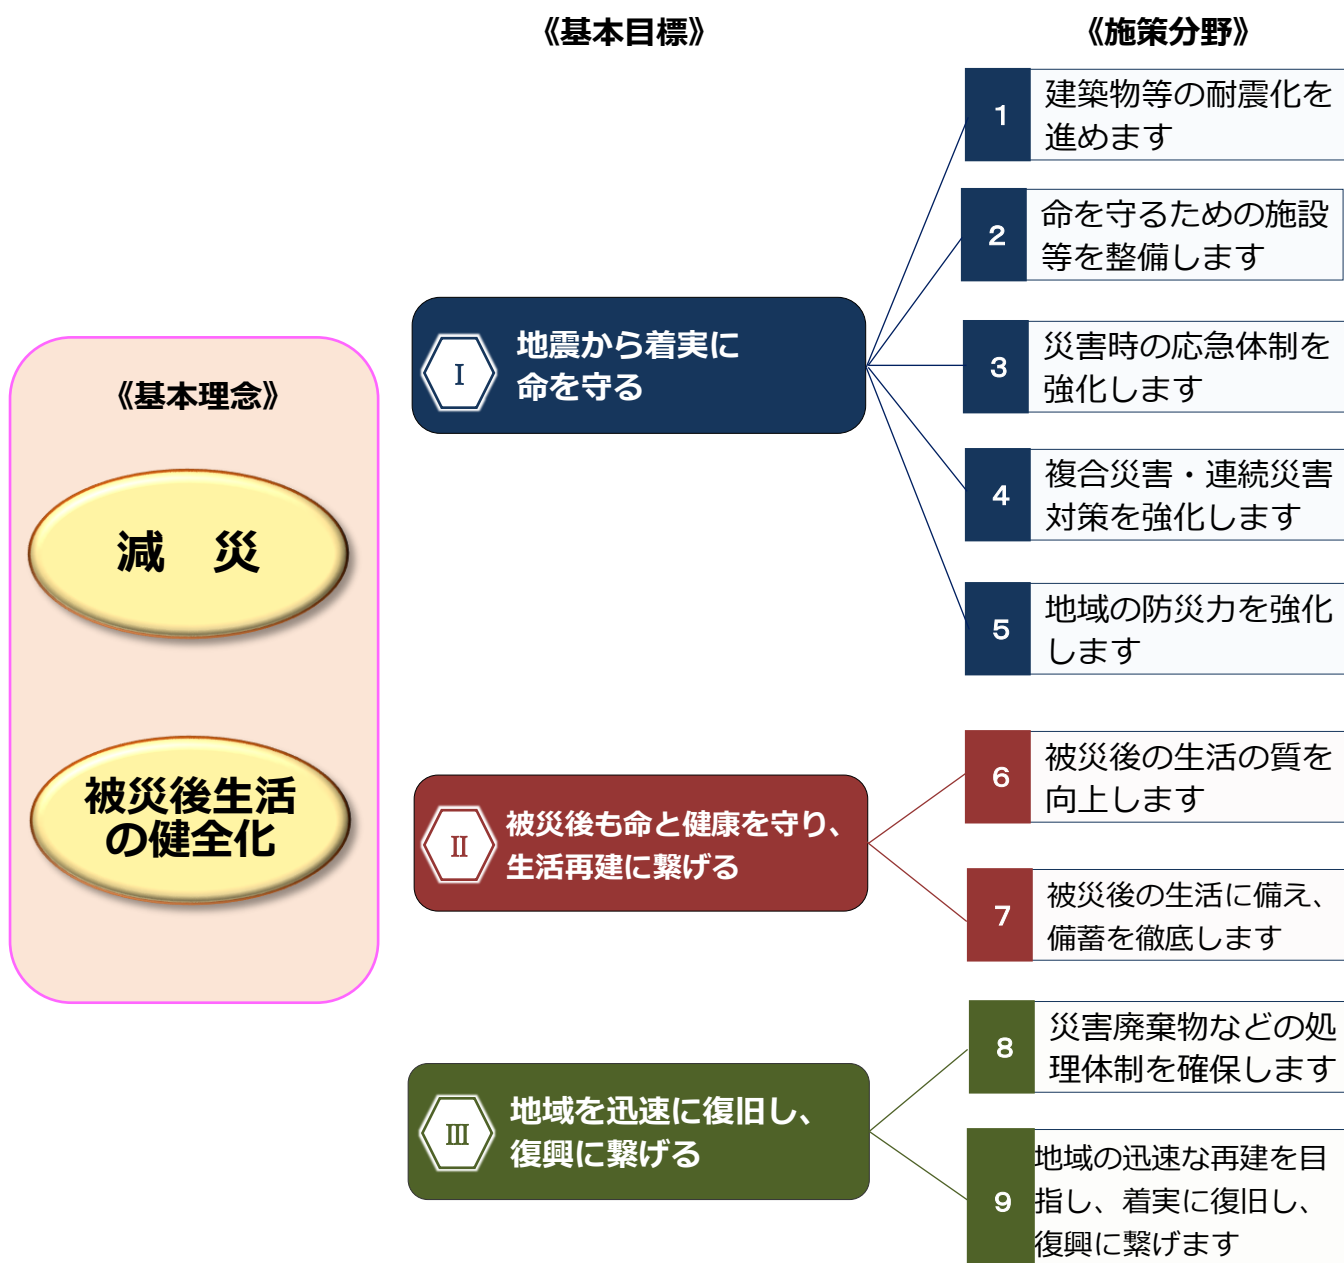 《基本目標》
《施策分野》
《基本理念》
減　災
被災後生活
の健全化
Ⅰ
地震から着実に
命を守る
1
建築物等の耐震化を
進めます
2
命を守るための施設
等を整備します
3
災害時の応急体制を
強化します
4
複合災害・連続災害
対策を強化します
5
地域の防災力を強化
します
Ⅱ
被災後も命と健康を守り、
生活再建に繋げる
6
被災後の生活の質を
向上します
7
被災後の生活に備え、
備蓄を徹底します
Ⅲ
地域を迅速に復旧し、
復興に繋げる
8
災害廃棄物などの処
理体制を確保します
9
地域の迅速な再建を目
指し、着実に復旧し、
復興に繋げます